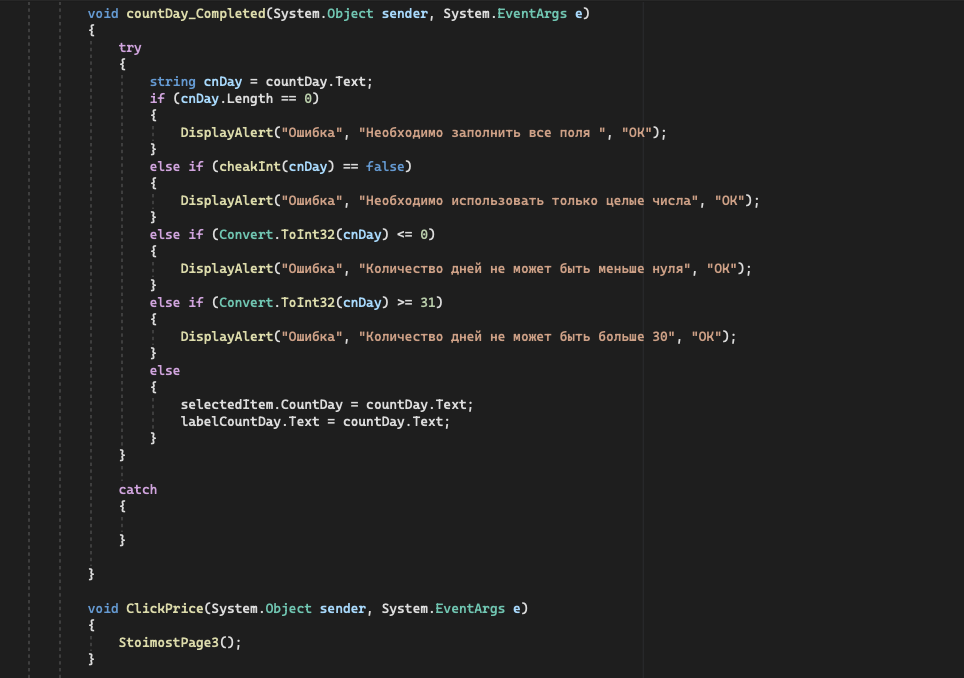 void countDay_Completed(System.Object sender, System.EventArgs e)
{
try
{
string cnDay = countDay.Text;
if (cnDay.Length == 0)
{
DisplayAlert("Ошибка", "Необходимо заполнить все поля ", "ОК");
}
else if (cheakInt(cnDay) == false)
{
DisplayAlert("Ошибка", "Необходимо использовать только целые числа", "ОК");
}
else if (Convert.ToInt32(cnDay) <= 0)
{
DisplayAlert("Ошибка", "Количество дней не может быть меньше нуля", "ОК");
}
else if (Convert.ToInt32(cnDay) >= 31)
{
DisplayAlert("Ошибка", "Количество дней не может быть больше 30", "ОК");
}
else
{
selectedItem.CountDay = countDay.Text;
labelCountDay.Text = countDay.Text;
}
}
catch
{
}
}
void ClickPrice(System.Object sender, System.EventArgs e)
{
StoimostPage3();
}